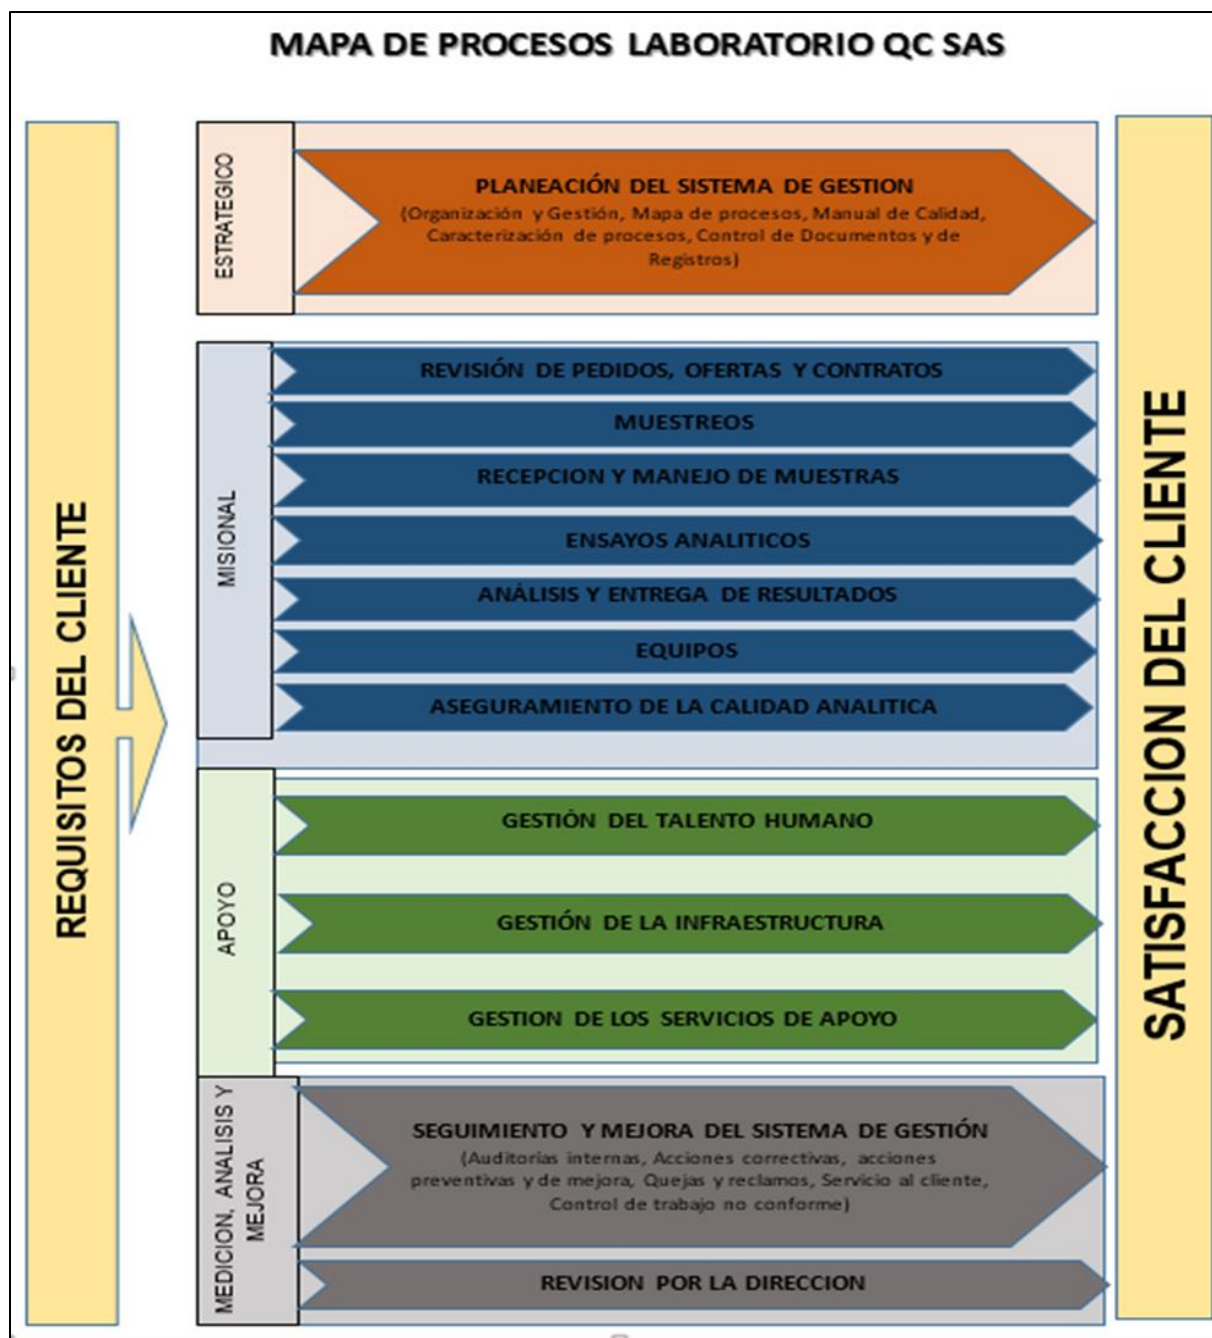 MAPA DE PROCESOS LABORATORIO QC SAS
REQUISITOS DEL CLIENTE
ESTRATEGICO
PLANEACIÓN DEL SISTEMA DE GESTION
(Organización y Gestión, Mapa de procesos, Manual de Calidad,
Caracterización de procesos, Control de Documentos y de
Registros)
MISIONAL
REVISIÓN DE PEDIDOS, OFERTAS Y CONTRATOS
MUESTREOS
RECEPCION Y MANEJO DE MUESTRAS
ENSAYOS ANALITICOS
ANÁLISIS Y ENTREGA DE RESULTADOS
EQUIPOS
ASEGURAMIENTO DE LA CALIDAD ANALITICA
APOYO
GESTIÓN DEL TALENTO HUMANO
GESTIÓN DE LA INFRAESTRUCTURA
GESTION DE LOS SERVICIOS DE APOYO
MEDICION, ANALISIS Y
MEJORA
SEGUIMIENTO Y MEJORA DEL SISTEMA DE GESTIÓN
(Auditorías internas, Acciones correctivas, acciones
preventivas y de mejora, Quejas y reclamos, Servicio al cliente,
Control de trabajo no conforme)
REVISION POR LA DIRECCION
SATISFACCION DEL CLIENTE